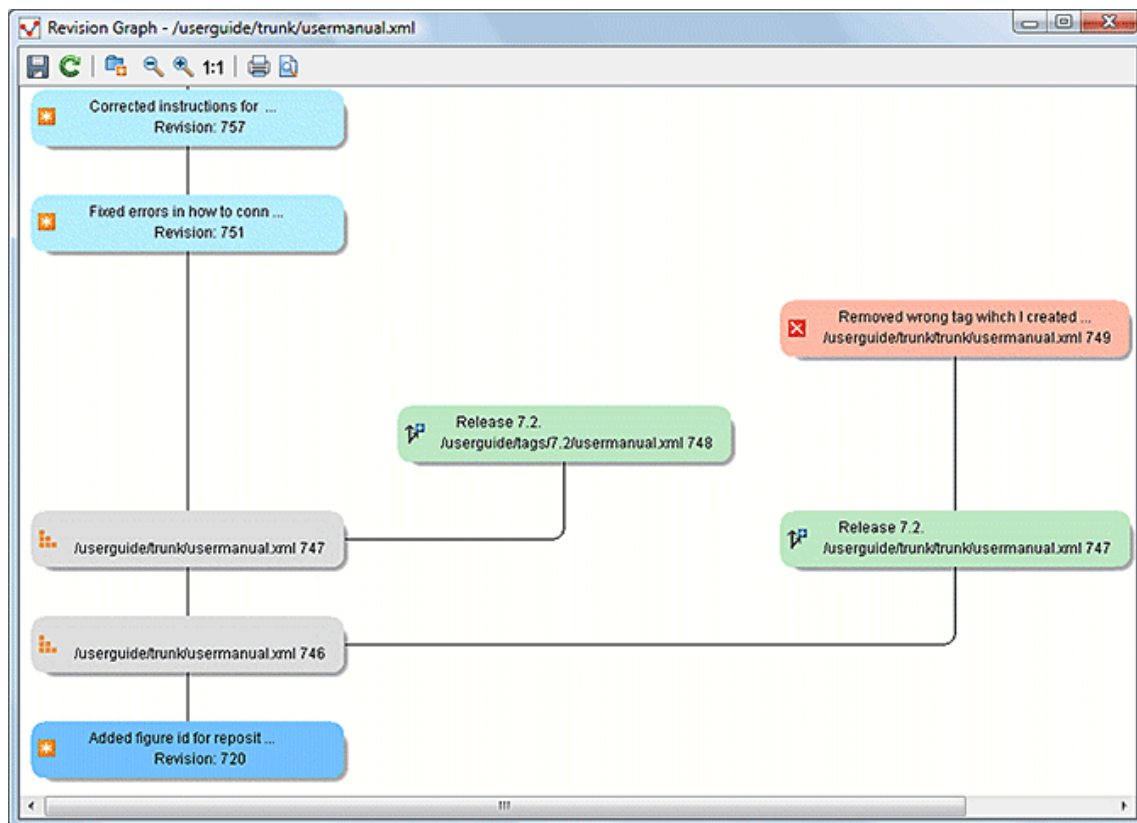 Revision Graph - /userguide/trunk/usermanual.xml
1:1
Corrected instructions for ...
Revision: 757
Fixed errors in how to conn ...
Revision: 751
Removed wrong tag wihch I created ...
/userguide/trunk/trunk/usermanual.xml 749
Release 7.2.
/userguide/tags/7.2/usermanual.xml 748
/userguide/trunk/usermanual.xml 747
Release 7.2.
/userguide/trunk/trunk/usermanual.xml 747
/userguide/trunk/usermanual.xml 746
Added figure id for reposit ...
Revision: 720